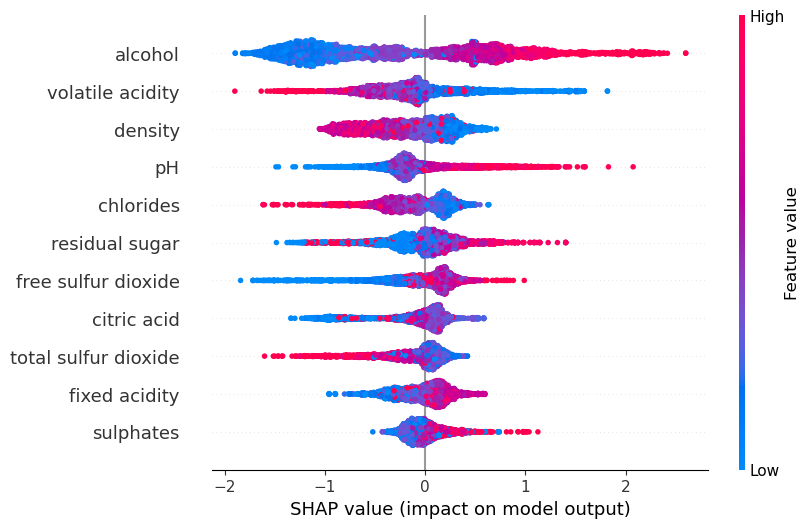 High
alcohol
volatile acidity
density
pH
chlorides
residual sugar
free sulfur dioxide
citric acid
total sulfur dioxide
fixed acidity
sulphates
Feature value
Low
−2 −1 0 1 2
SHAP value (impact on model output)